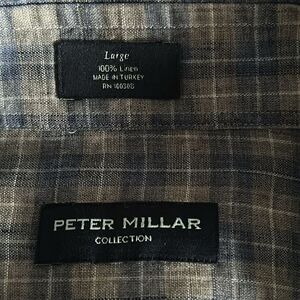 Large
100% Linen
MADE IN TURKEY
PETER MILLAR
COLLECTION